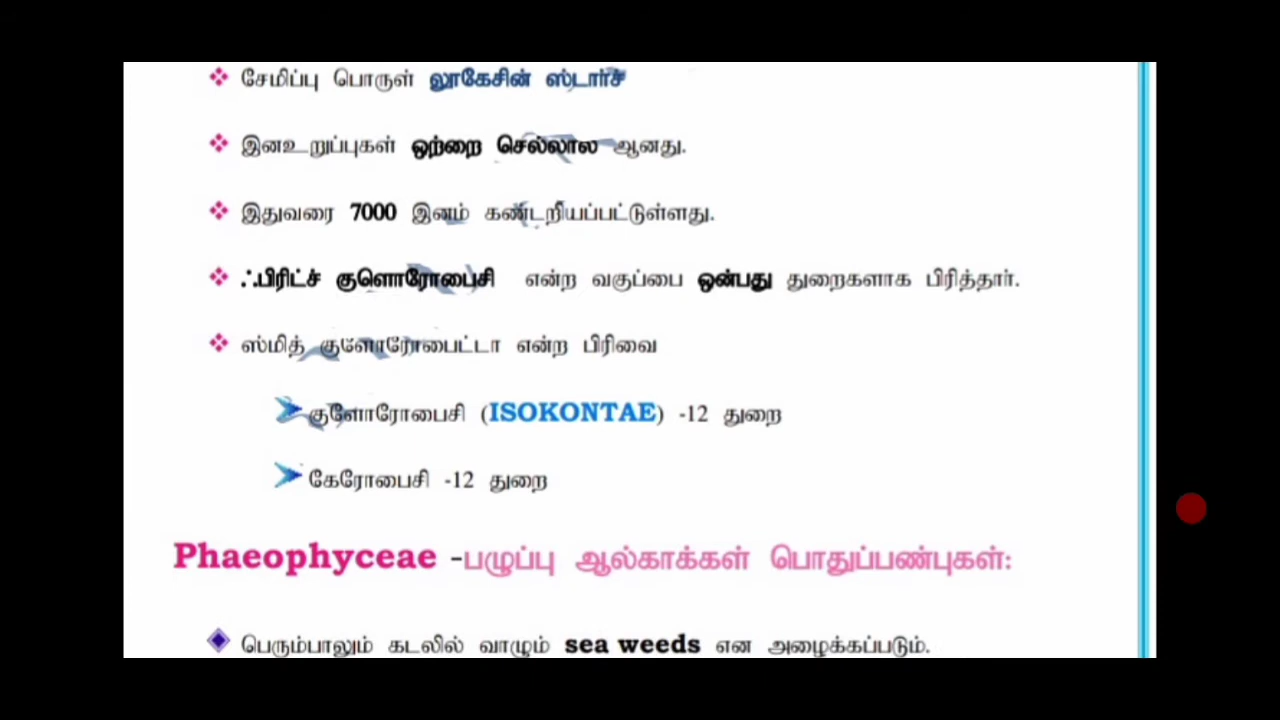 ❖ சேமிப்பு பொருள் லூகேசின் ஸ்டார்ச்
❖ இனஉறுப்புகள் ஒற்றை செல்லால ஆனது.
❖ இதுவரை 7000 இனம் கண்டறியப்பட்டுள்ளது.
❖ ஃபிரிட்ச் குளொரோபைசி என்ற வகுப்பை ஒன்பது துறைகளாக பிரித்தார்.
❖ ஸ்மித் குளோரோபைட்டா என்ற பிரிவை
➤ குளோரோபைசி (ISOKONTAE) -12 துறை
➤ கேரோபைசி -12 துறை
Phaeophyceae -பழுப்பு ஆல்காக்கள் பொதுப்பண்புகள்:
◈ பெரும்பாலும் கடலில் வாழும் sea weeds என அழைக்கப்படும்.